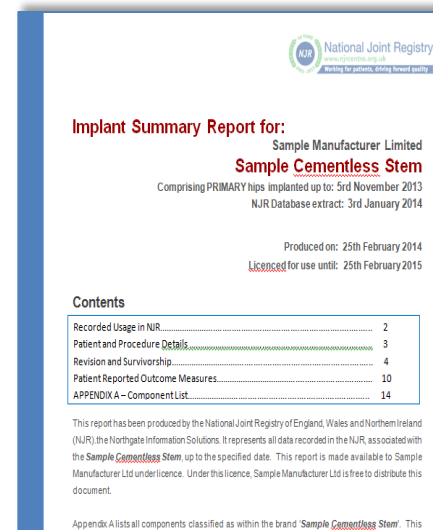 NJR
National Joint Registry
www.njrcentre.org.uk
Working for patients, driving forward quality
Implant Summary Report for:
Sample Manufacturer Limited
Sample Cementless Stem
Comprising PRIMARY hips implanted up to: 5rd November 2013
NJR Database extract: 3rd January 2014
Produced on: 25th February 2014
Licenced for use until: 25th February 2015
Contents
Recorded Usage in NJR............ 2
Patient and Procedure Details............ 3
Revision and Survivorship............ 4
Patient Reported Outcome Measures............ 10
APPENDIX A – Component List............ 14
This report has been produced by the National Joint Registry of England, Wales and Northern Ireland
(NJR).the Northgate Information Solutions. It represents all data recorded in the NJR, associated with
the Sample Cementless Stem, up to the specified date. This report is made available to Sample
Manufacturer Ltd under licence. Under this licence, Sample Manufacturer Ltd is free to distribute this
document.
Appendix A lists all components classified as within the brand 'Sample Cementless Stem'. This